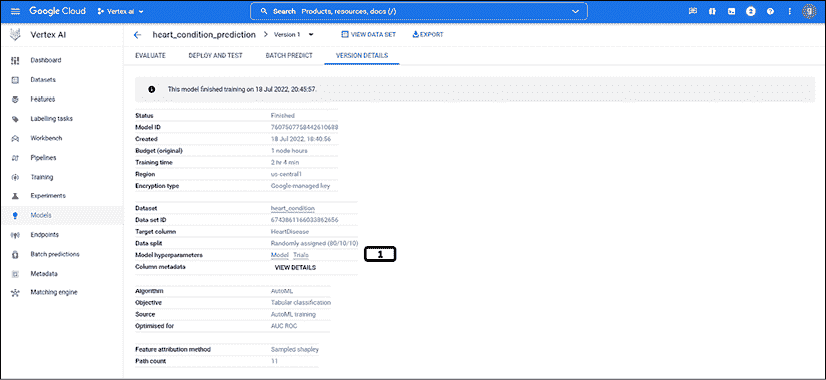 Google Cloud Vertex ai Search Products, resources, docs (/)
Vertex AI heart_condition_prediction Version 1 VIEW DATA SET EXPORT
EVALUATE DEPLOY AND TEST BATCH PREDICT VERSION DETAILS
Dashboard
Datasets
Features
Labelling tasks
Workbench
Pipelines
Training
Experiments
Models
Endpoints
Batch predictions
Metadata
Matching engine
This model finished training on 18 Jul 2022, 20:45:57.
Status Finished
Model ID 7607507758442610688
Created 18 Jul 2022, 18:40:56
Budget (original) 1 node hours
Training time 2 hr 4 min
Region us-central1
Encryption type Google-managed key
Dataset heart_condition
Data set ID 6743861166033862656
Target column HeartDisease
Data split Randomly assigned (80/10/10)
Model hyperparameters Model Trials 1
Column metadata VIEW DETAILS
Algorithm AutoML
Objective Tabular classification
Source AutoML training
Optimised for AUC ROC
Feature attribution method Sampled shapley
Path count 11